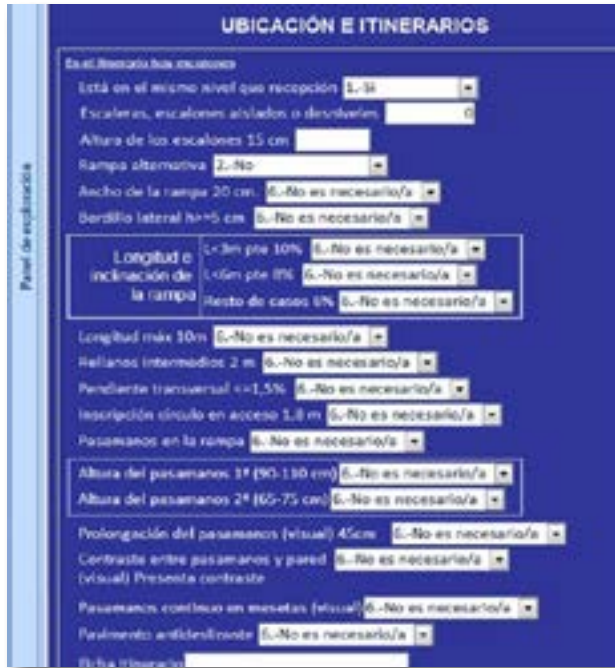 UBICACIÓN E ITINERARIOS
En el itinerario hay escalones
Está en el mismo nivel que recepción 1.-Si
Escaleras, escalones aislados o desniveles 0
Altura de los escalones 15 cm
Rampa alternativa 2.-No
Ancho de la rampa 20 cm. 6.-No es necesario/a
Bordillo lateral h>=5 cm 6.-No es necesario/a
Longitud e inclinación de la rampa
L<3m pte 10% 6.-No es necesario/a
L<6m pte 8% 6.-No es necesario/a
Resto de casos 6% 6.-No es necesario/a
Longitud máx 10m 6.-No es necesario/a
Rellanos intermedios 2 m 6.-No es necesario/a
Pendiente transversal <=1,5% 6.-No es necesario/a
Inscripción círculo en acceso 1,8 m 6.-No es necesario/a
Pasamanos en la rampa 6.-No es necesario/a
Altura del pasamanos 1º (90-110 cm) 6.-No es necesario/a
Altura del pasamanos 2º (65-75 cm) 6.-No es necesario/a
Prolongación del pasamanos (visual) 45cm 6.-No es necesario/a
Contraste entre pasamanos y pared 6.-No es necesario/a
(visual) Presenta contraste
Pasamanos continuo en mesetas (visual) 6.-No es necesario/a
Pavimento antideslizante 6.-No es necesario/a
Ficha itinerario
Panel de exploración